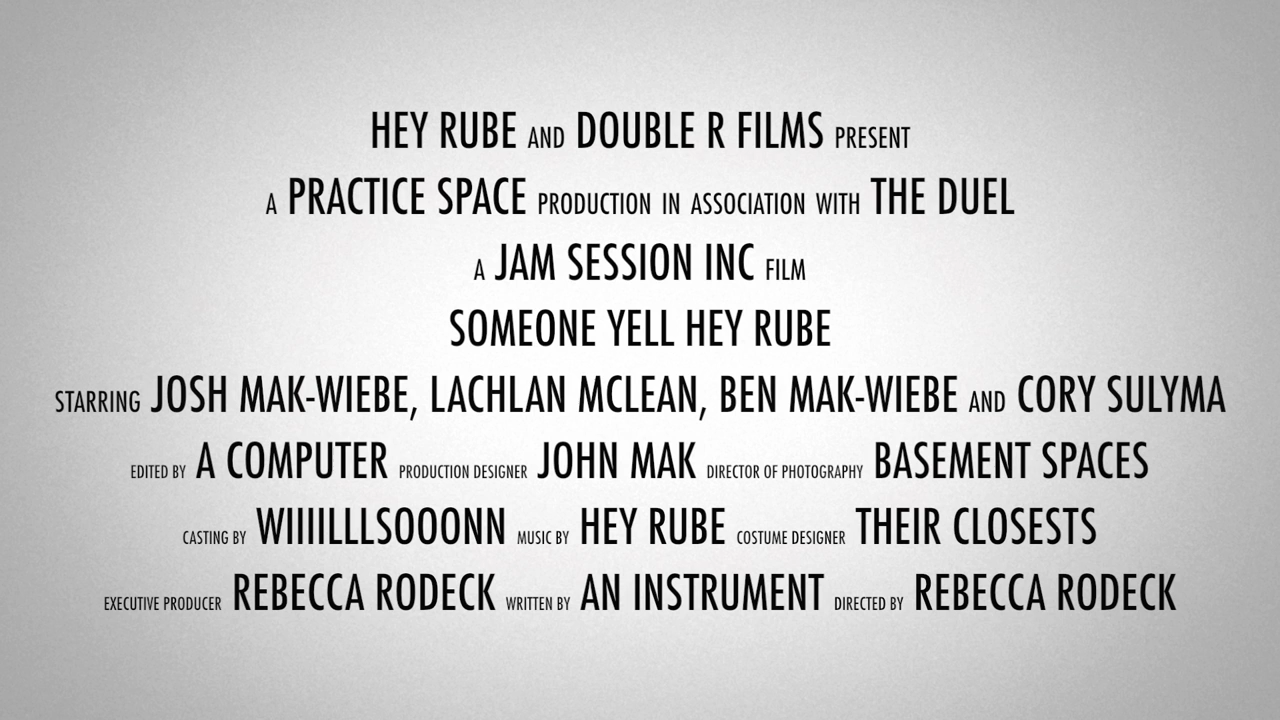 HEY RUBE AND DOUBLE R FILMS PRESENT
A PRACTICE SPACE PRODUCTION IN ASSOCIATION WITH THE DUEL
A JAM SESSION INC FILM
SOMEONE YELL HEY RUBE
STARRING JOSH MAK-WIEBE, LACHLAN MCLEAN, BEN MAK-WIEBE AND CORY SULYMA
EDITED BY A COMPUTER PRODUCTION DESIGNER JOHN MAK DIRECTOR OF PHOTOGRAPHY BASEMENT SPACES
CASTING BY WIIIILLLSOOONN MUSIC BY HEY RUBE COSTUME DESIGNER THEIR CLOSESTS
EXECUTIVE PRODUCER REBECCA RODECK WRITTEN BY AN INSTRUMENT DIRECTED BY REBECCA RODECK